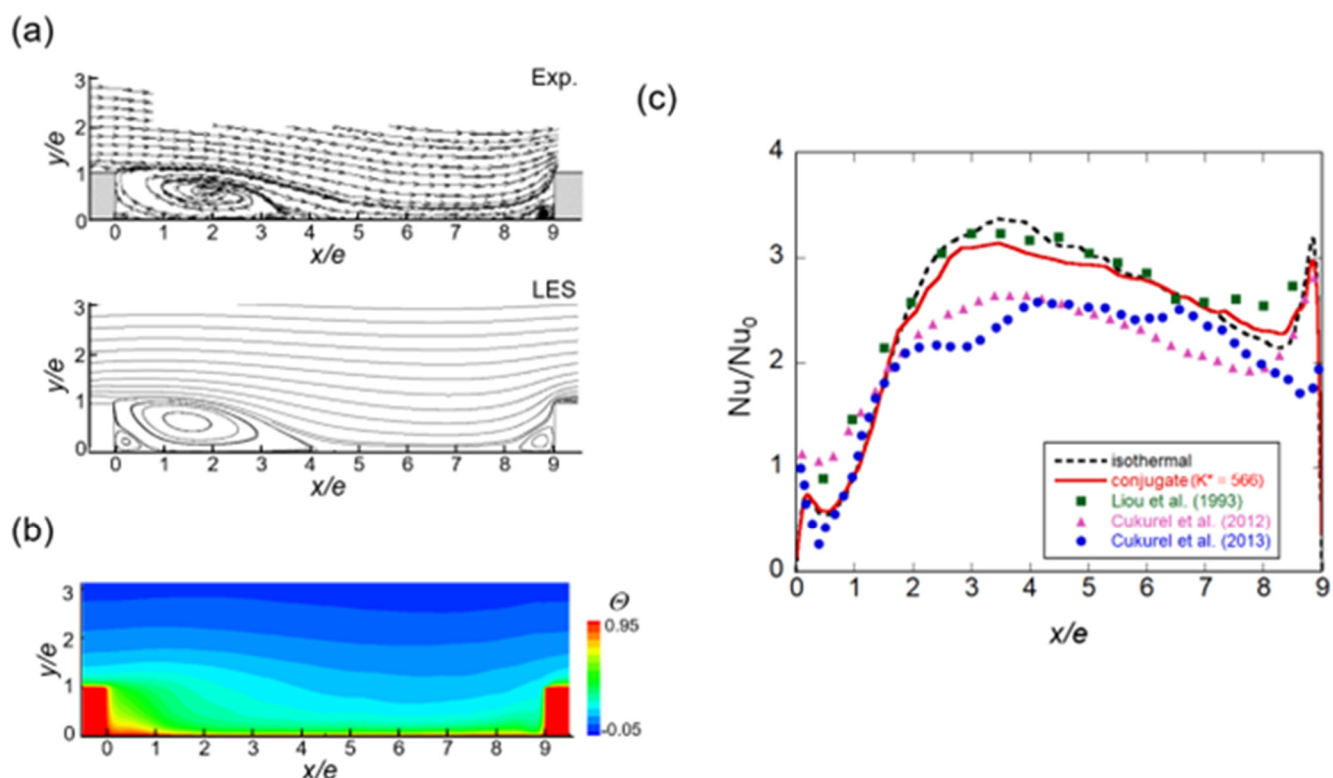 (a)
Exp.
3
2
1
0
y/e
0 1 2 3 4 5 6 7 8 9
x/e
LES
3
2
1
0
y/e
0 1 2 3 4 5 6 7 8 9
x/e
(b)
3
2
1
0
y/e
0 1 2 3 4 5 6 7 8 9
x/e
Θ
0.95
-0.05
(c)
4
3
2
1
0
Nu/Nu₀
isothermal
conjugate (K* = 566)
Liou et al. (1993)
Cukurel et al. (2012)
Cukurel et al. (2013)
0 1 2 3 4 5 6 7 8 9
x/e